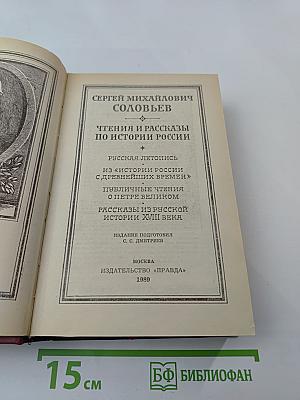 СЕРГЕЙ МИХАЙЛОВИЧ
СОЛОВЬЕВ
ЧТЕНИЯ И РАССКАЗЫ
ПО ИСТОРИИ РОССИИ
РУССКАЯ ЛЕТОПИСЬ
ИЗ «ИСТОРИИ РОССИИ
С ДРЕВНЕЙШИХ ВРЕМЕН»
ПУБЛИЧНЫЕ ЧТЕНИЯ
О ПЕТРЕ ВЕЛИКОМ
РАССКАЗЫ ИЗ РУССКОЙ
ИСТОРИИ XVIII ВЕКА
ИЗДАНИЕ ПОДГОТОВИЛ
С. С. ДМИТРИЕВ
МОСКВА
ИЗДАТЕЛЬСТВО «ПРАВДА»
1989
15 см
БФ БИБЛИОФАН